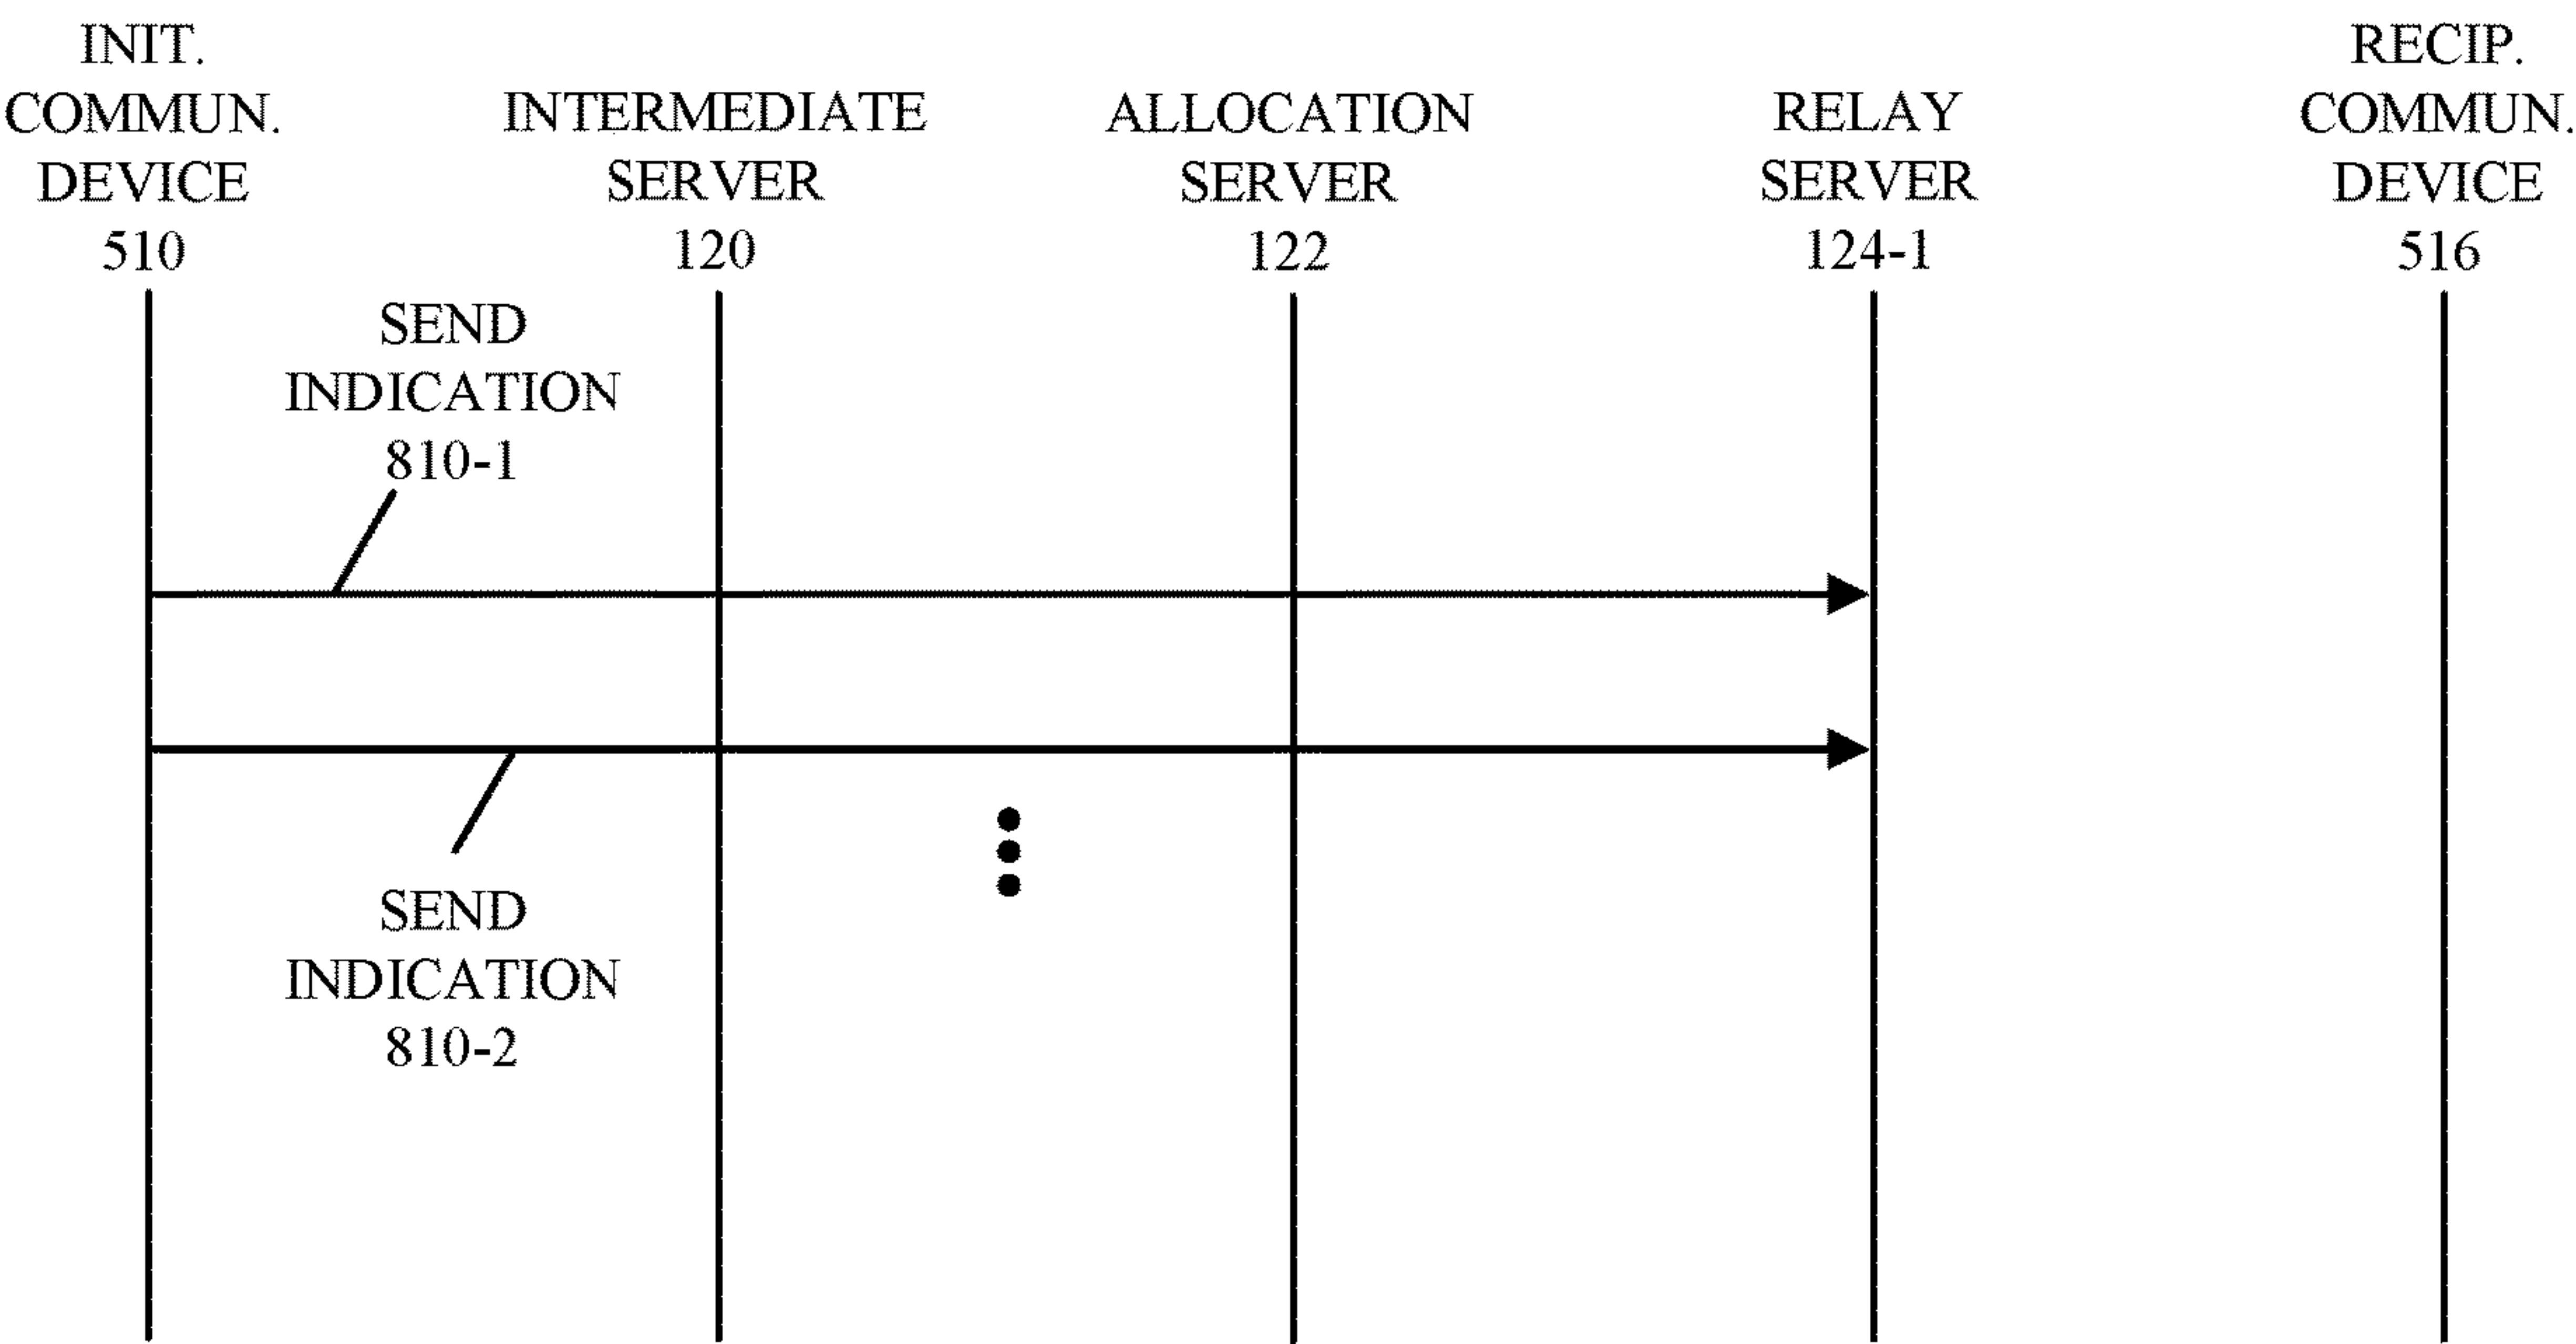 INIT.
COMMUN.
DEVICE
510
INTERMEDIATE
SERVER
120
ALLOCATION
SERVER
122
RELAY
SERVER
124-1
RECIP.
COMMUN.
DEVICE
516
SEND
INDICATION
810-1
SEND
INDICATION
810-2